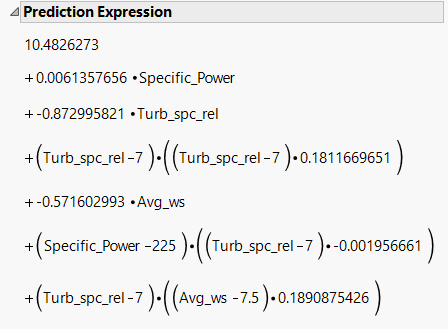 Prediction Expression
10.4826273
+ 0.0061357656 • Specific_Power
+ -0.872995821 • Turb_spc_rel
+ (Turb_spc_rel - 7) • ((Turb_spc_rel - 7) • 0.1811669651)
+ -0.571602993 • Avg_ws
+ (Specific_Power - 225) • ((Turb_spc_rel - 7) • -0.001956661)
+ (Turb_spc_rel - 7) • ((Avg_ws - 7.5) • 0.1890875426)